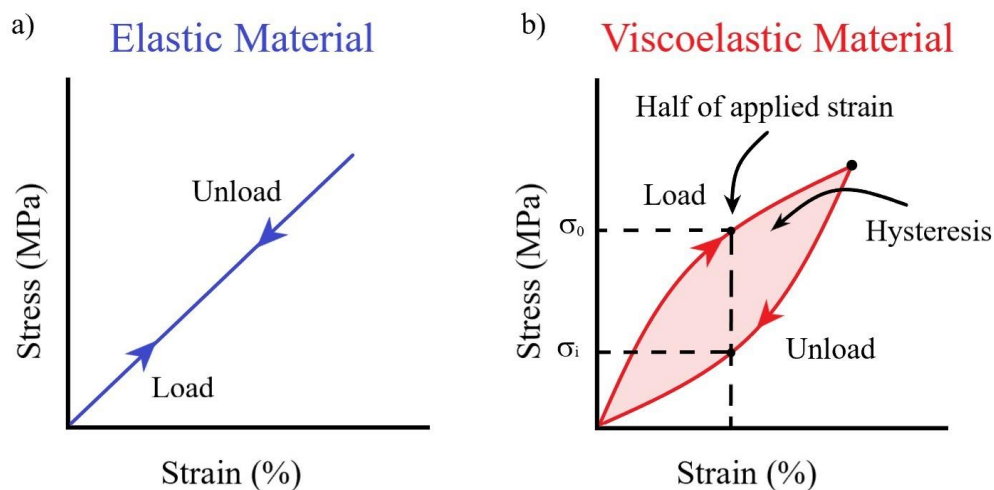 a)
Elastic Material
Stress (MPa)
Unload
Load
Strain (%)
b)
Viscoelastic Material
Stress (MPa)
Half of applied strain
Load
σ₀
Hysteresis
σᵢ
Unload
Strain (%)